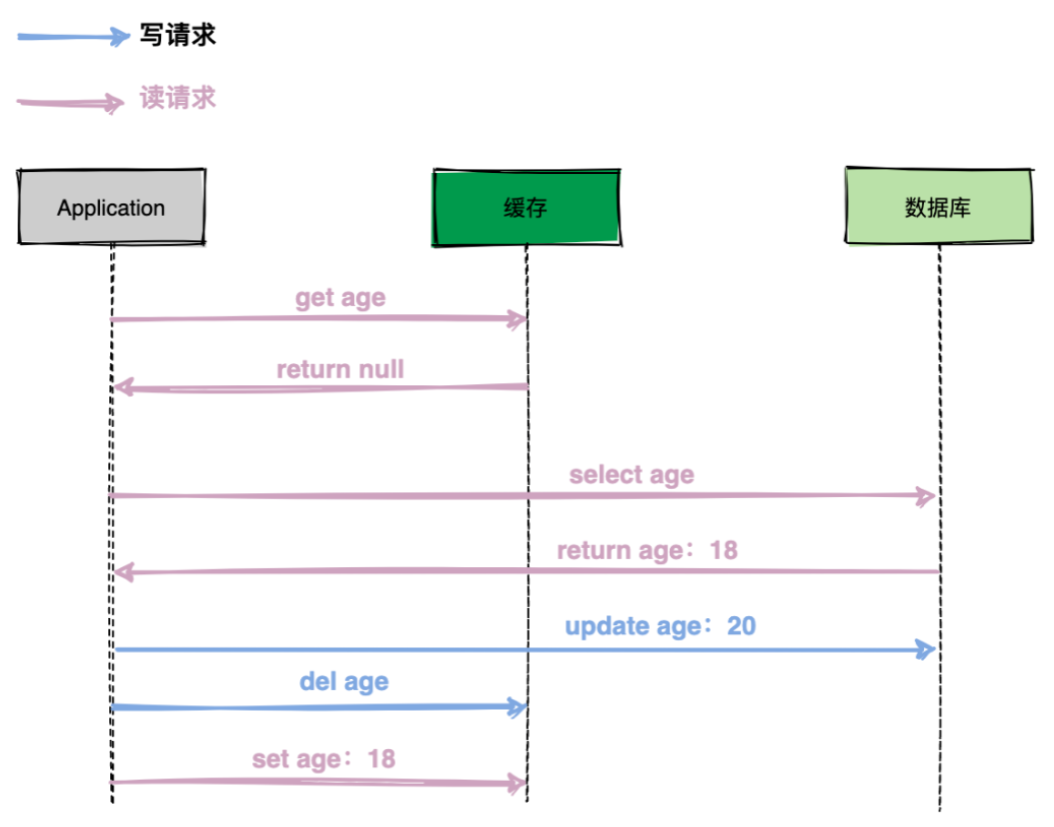 写请求
读请求
Application
缓存
数据库
get age
return null
select age
return age：18
update age：20
del age
set age：18